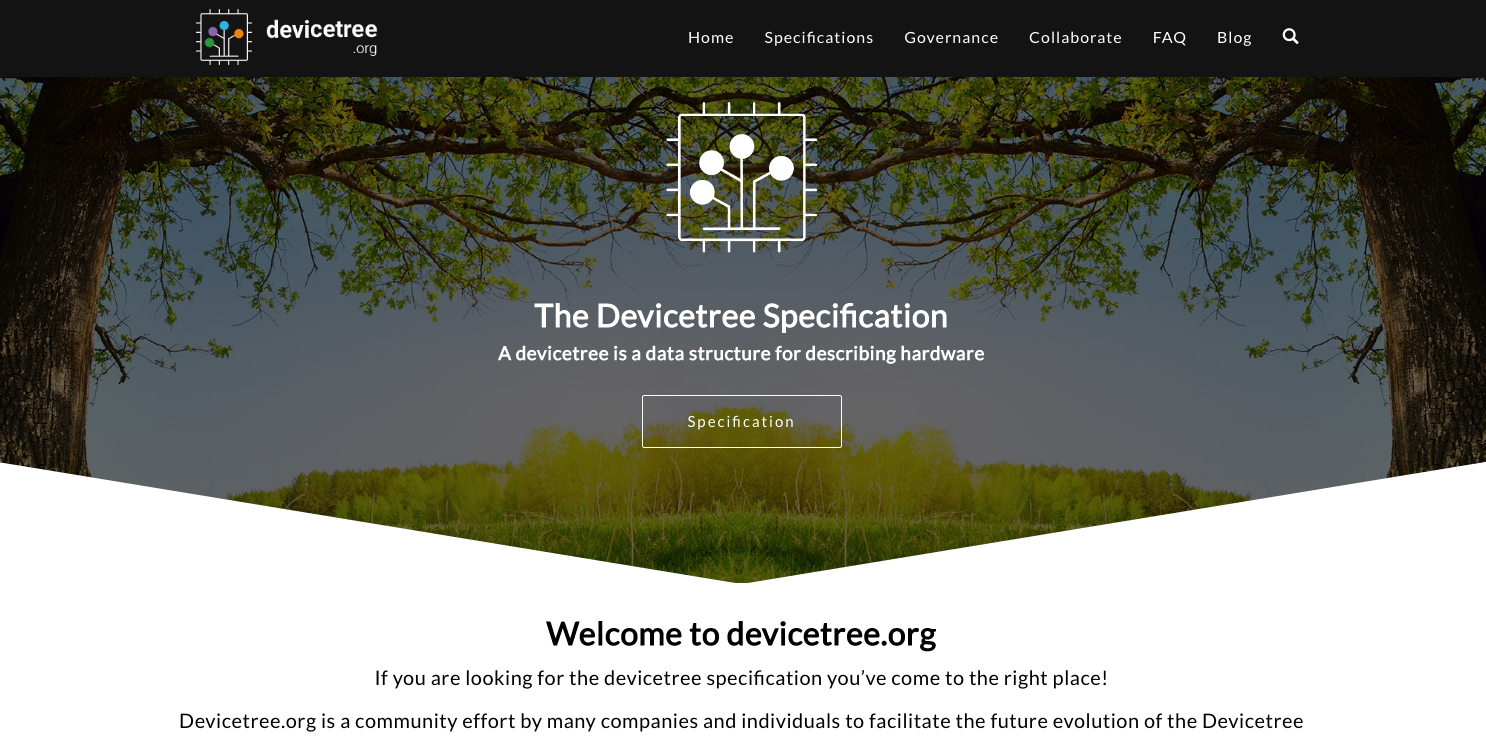 devicetree
.org
Home Specifications Governance Collaborate FAQ Blog
The Devicetree Specification
A devicetree is a data structure for describing hardware
Specification
Welcome to devicetree.org
If you are looking for the devicetree specification you’ve come to the right place!
Devicetree.org is a community effort by many companies and individuals to facilitate the future evolution of the Devicetree